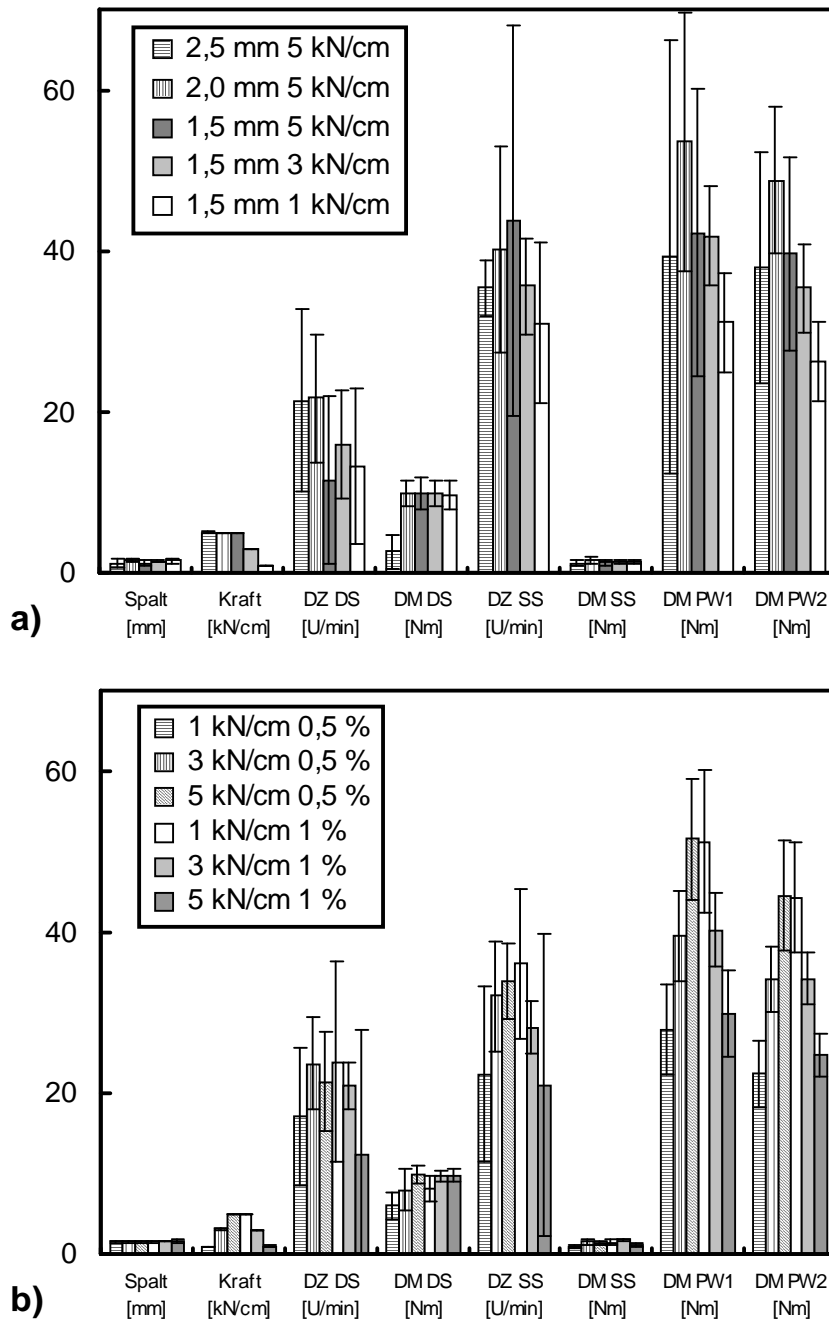 60
40
20
0
2,5 mm 5 kN/cm
2,0 mm 5 kN/cm
1,5 mm 5 kN/cm
1,5 mm 3 kN/cm
1,5 mm 1 kN/cm
Spalt Kraft DZ DS DM DS DZ SS DM SS DM PW1 DM PW2
[mm] [kN/cm] [U/min] [Nm] [U/min] [Nm] [Nm] [Nm]
a)
60
40
20
0
1 kN/cm 0,5 %
3 kN/cm 0,5 %
5 kN/cm 0,5 %
1 kN/cm 1 %
3 kN/cm 1 %
5 kN/cm 1 %
Spalt Kraft DZ DS DM DS DZ SS DM SS DM PW1 DM PW2
[mm] [kN/cm] [U/min] [Nm] [U/min] [Nm] [Nm] [Nm]
b)